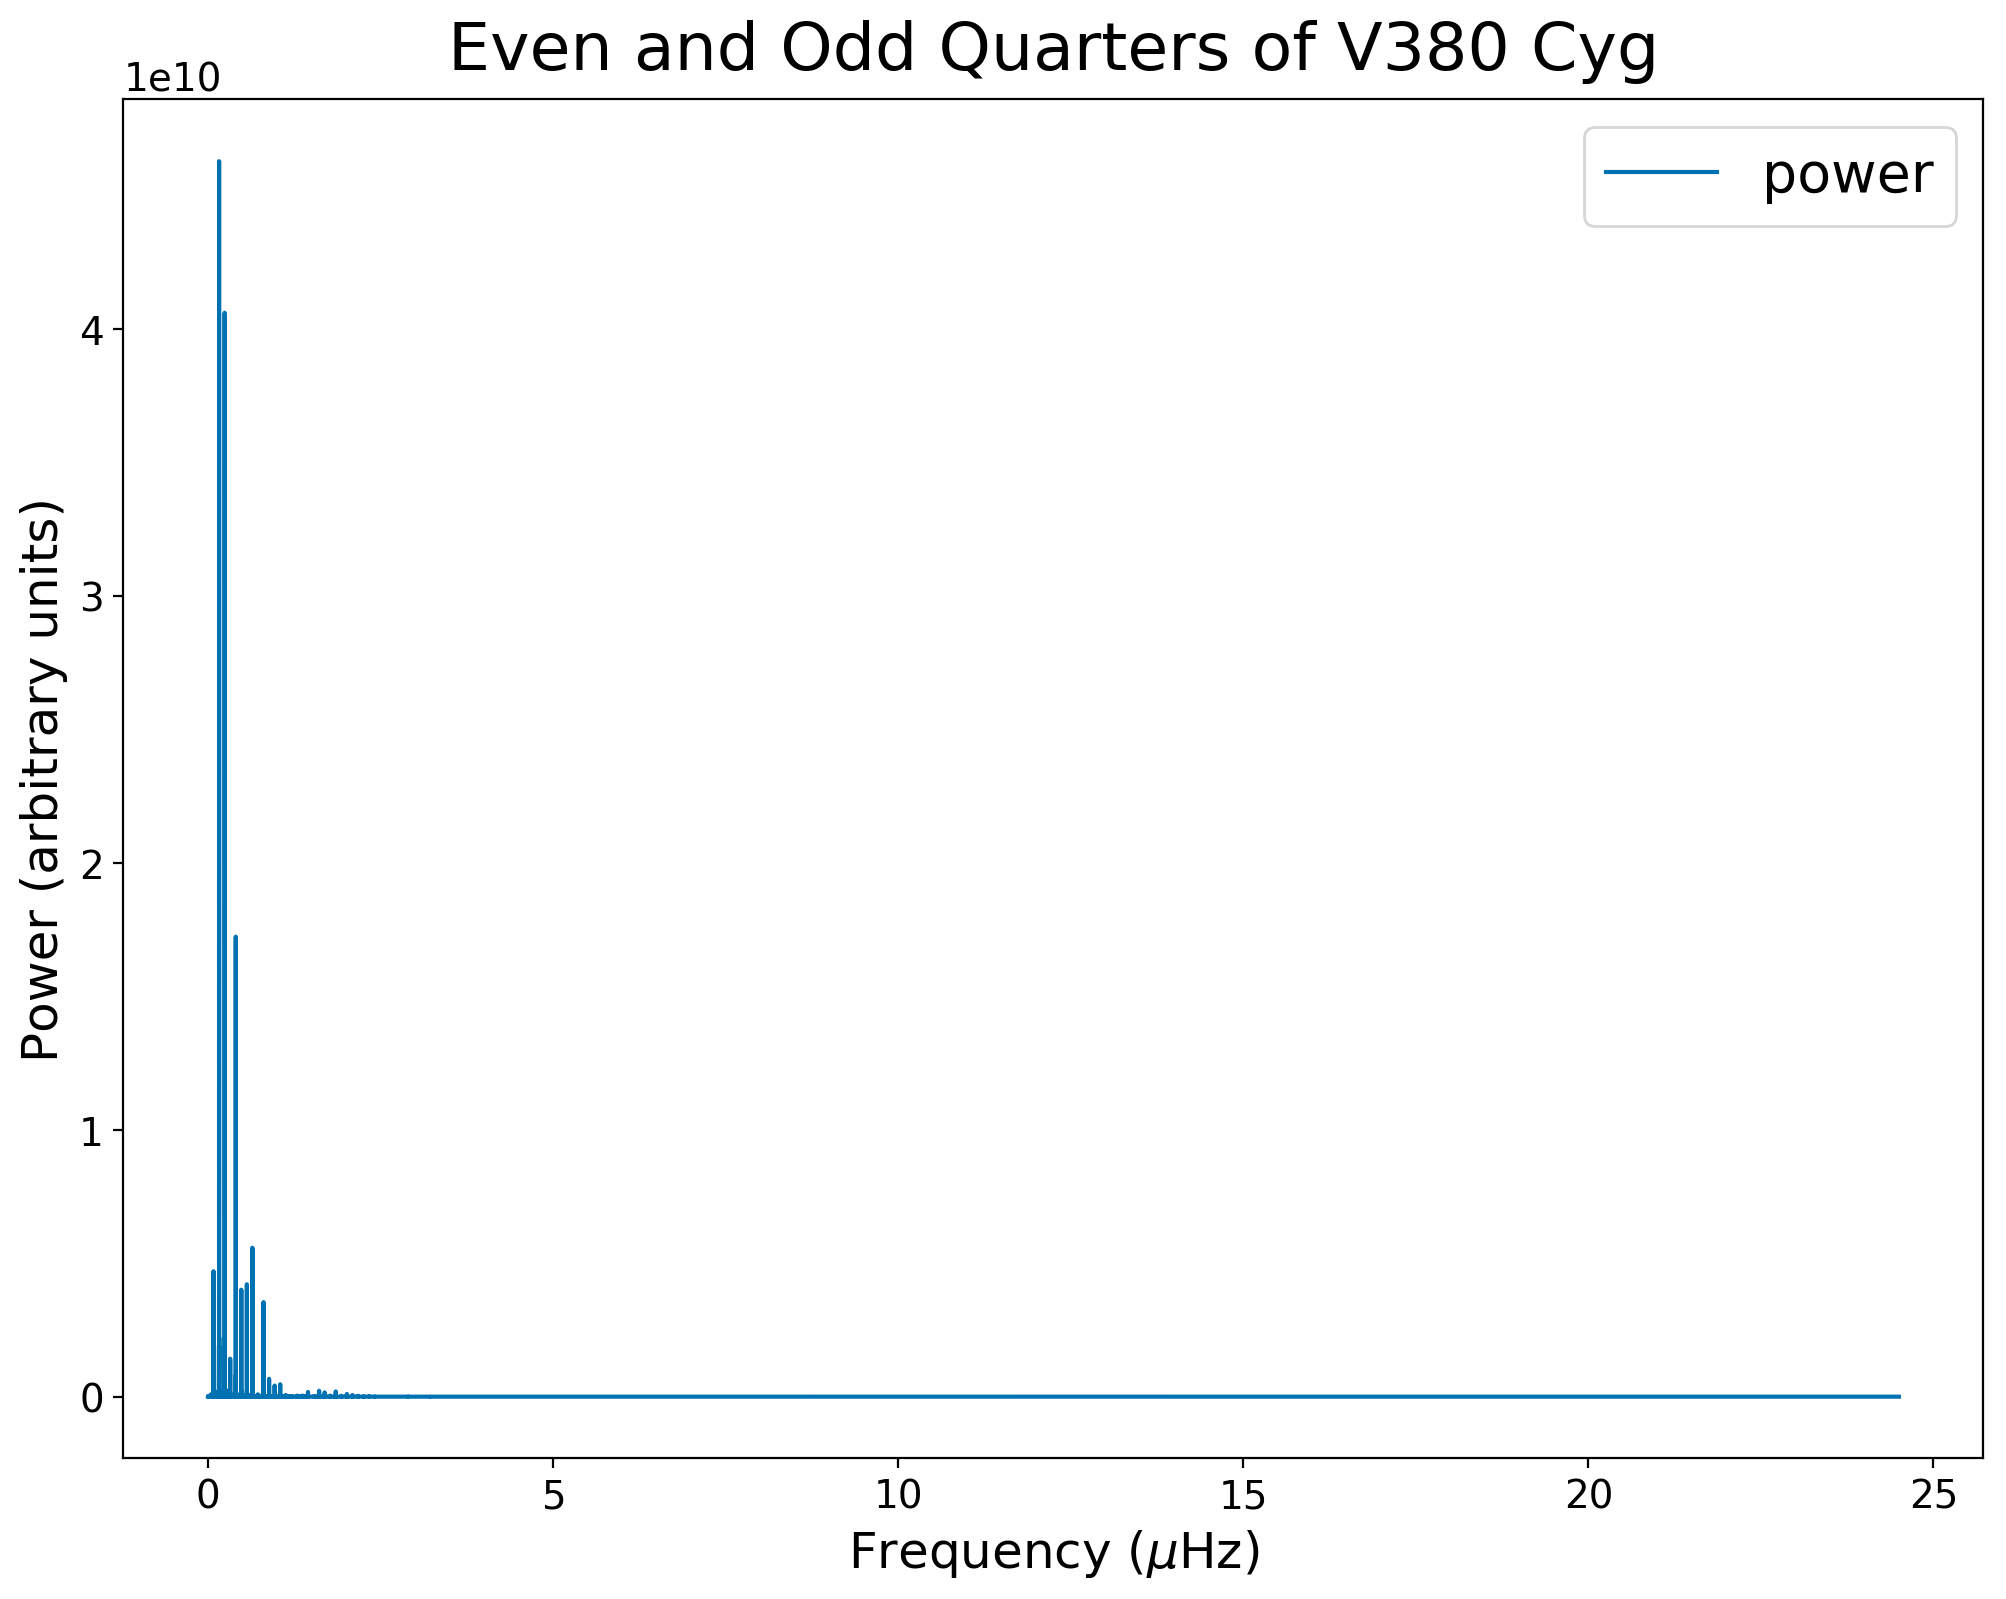 Even and Odd Quarters of V380 Cyg
1e10
power
4
3
2
1
0
Power (arbitrary units)
0 5 10 15 20 25
Frequency (μHz)